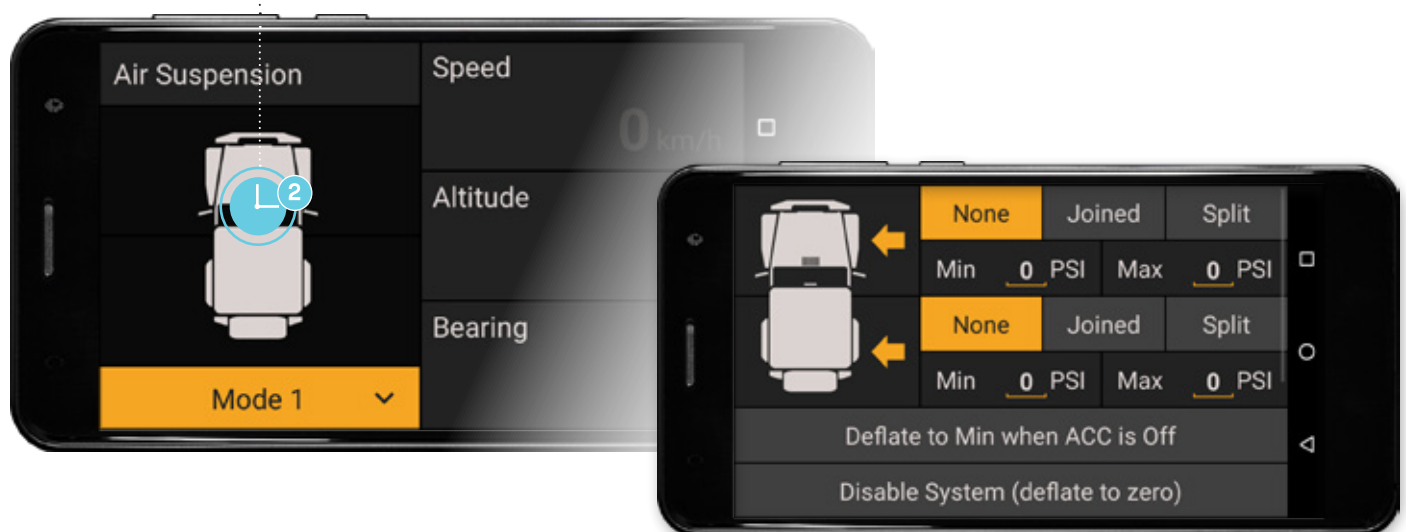 Air Suspension
Speed
0 km/h
2
Altitude
Bearing
Mode 1
None Joined Split
Min 0 PSI Max 0 PSI
None Joined Split
Min 0 PSI Max 0 PSI
Deflate to Min when ACC is Off
Disable System (deflate to zero)